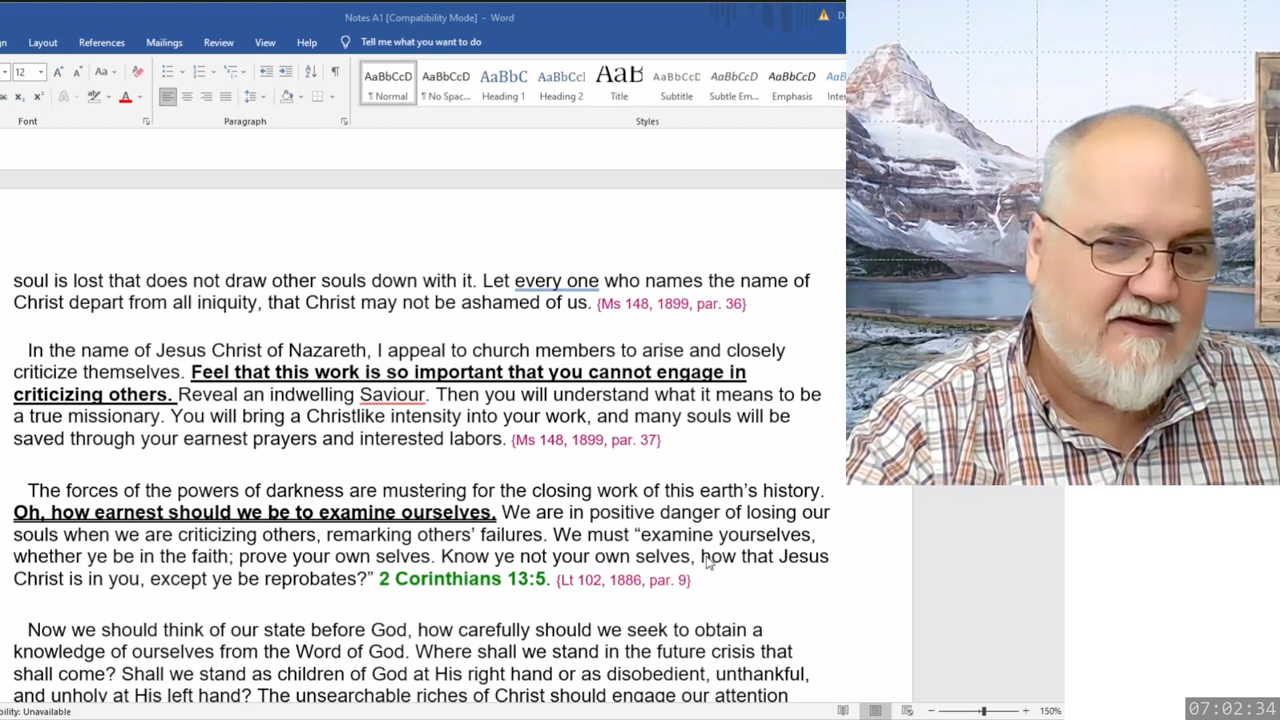 Notes A1 [Compatibility Mode] - Word
Layout References Mailings Review View Help Tell me what you want to do
12 Aa
AaBbCcD AaBbCcD AaBbC AaBbCcI AaB AaBbCcD AaBbCcD AaBbCcD
¶ Normal ¶ No Spac... Heading 1 Heading 2 Title Subtitle Subtle Em... Emphasis
Font Paragraph Styles
soul is lost that does not draw other souls down with it. Let every one who names the name of
Christ depart from all iniquity, that Christ may not be ashamed of us. {Ms 148, 1899, par. 36}
In the name of Jesus Christ of Nazareth, I appeal to church members to arise and closely
criticize themselves. Feel that this work is so important that you cannot engage in
criticizing others. Reveal an indwelling Saviour. Then you will understand what it means to be
a true missionary. You will bring a Christlike intensity into your work, and many souls will be
saved through your earnest prayers and interested labors. {Ms 148, 1899, par. 37}
The forces of the powers of darkness are mustering for the closing work of this earth’s history.
Oh, how earnest should we be to examine ourselves. We are in positive danger of losing our
souls when we are criticizing others, remarking others’ failures. We must “examine yourselves,
whether ye be in the faith; prove your own selves. Know ye not your own selves, how that Jesus
Christ is in you, except ye be reprobates?” 2 Corinthians 13:5. {Lt 102, 1886, par. 9}
Now we should think of our state before God, how carefully should we seek to obtain a
knowledge of ourselves from the Word of God. Where shall we stand in the future crisis that
shall come? Shall we stand as children of God at His right hand or as disobedient, unthankful,
and unholy at His left hand? The unsearchable riches of Christ should engage our attention
bility: Unavailable 150%
07:02:34